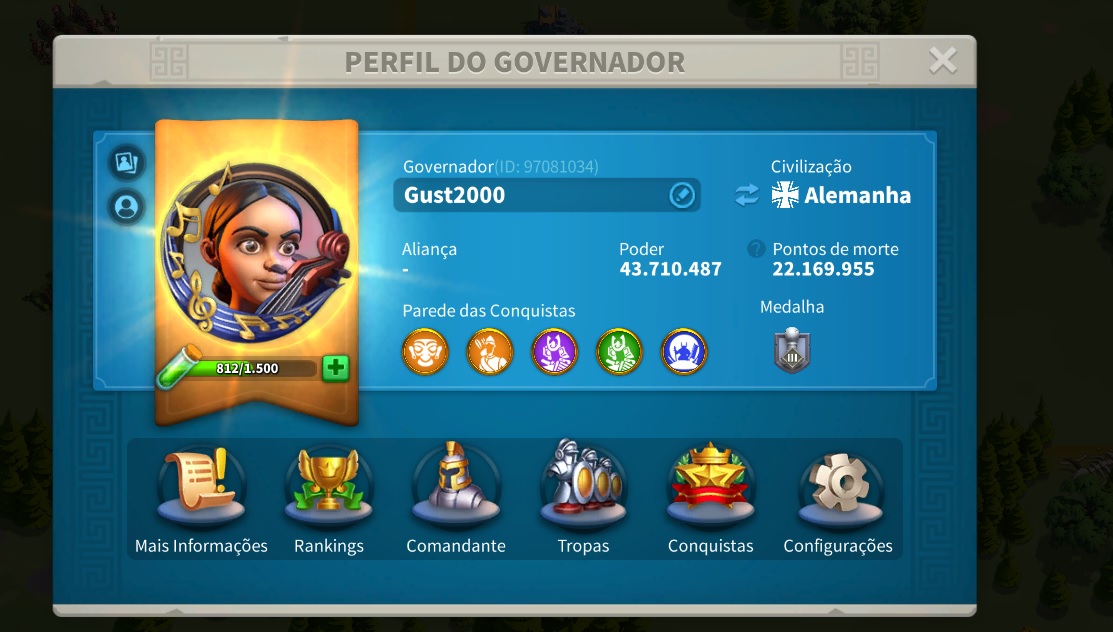 PERFIL DO GOVERNADOR
Governador(ID: 97081034)
Civilização
Gust2000
Alemanha
Aliança
Poder
? Pontos de morte
-
43.710.487
22.169.955
Parede das Conquistas
Medalha
III
812/1.500
Mais Informações
Rankings
Comandante
Tropas
Conquistas
Configurações